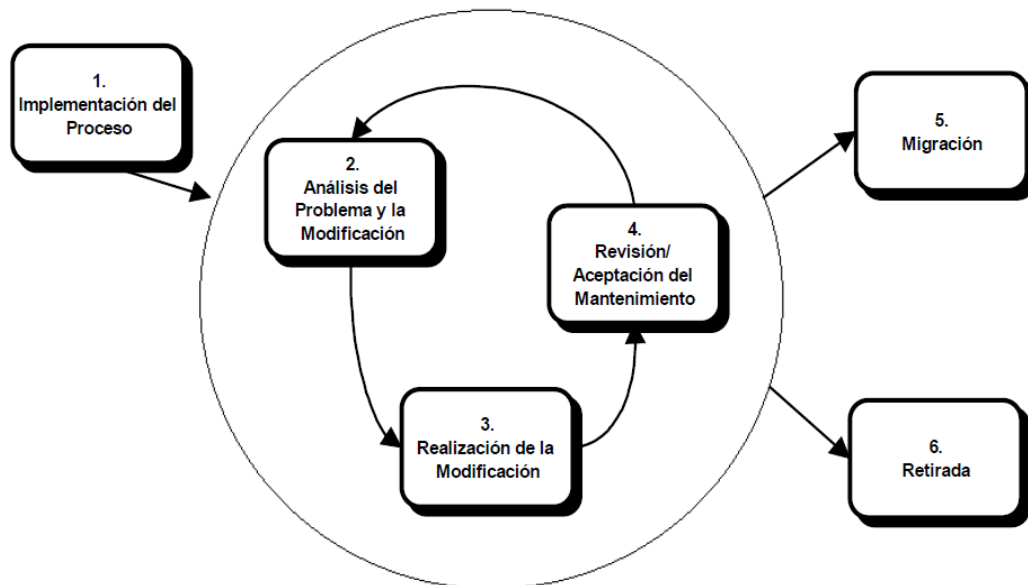 1.
Implementación del
Proceso
2.
Análisis del
Problema y la
Modificación
3.
Realización de la
Modificación
4.
Revisión/
Aceptación del
Mantenimiento
5.
Migración
6.
Retirada